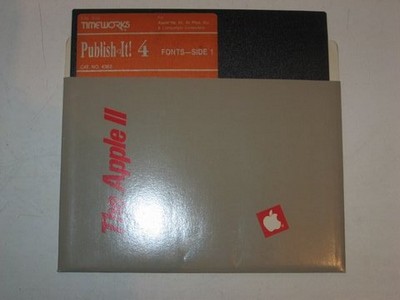 TIMEWORKS
Publish It! 4
FONTS—SIDE 1
The Apple II